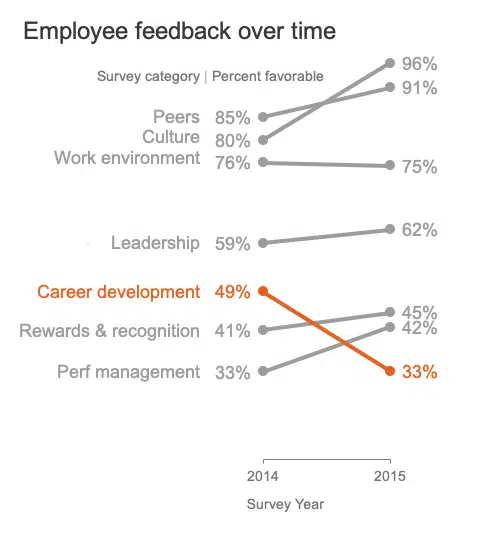 Employee feedback over time
Survey category | Percent favorable
96%
91%
Peers 85%
Culture 80%
Work environment 76%
75%
Leadership 59%
62%
Career development 49%
45%
Rewards & recognition 41%
42%
Perf management 33%
33%
2014 2015
Survey Year